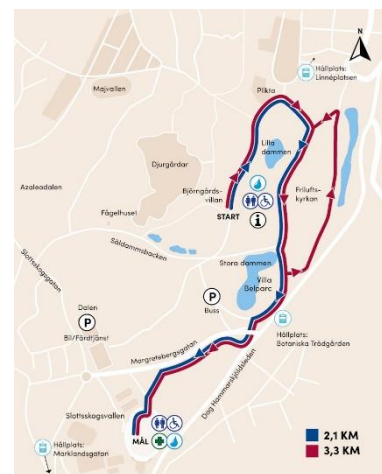 N
Hållplats:
Linnéplatsen
Majvallen
Plikta
Lilla
dammen
Djurgårdar
Azaleadalen
Björngårds-
villan
Frilufts-
kyrkan
Fågelhuset
START
i
Såldammsbacken
Slottsskogsgatan
Stora dammen
Villa
Belparc
Dalen
P
Bil/Färdtjänst
P
Buss
Hållplats:
Botaniska Trädgården
Margretebergsgatan
Dag Hammarskjöldsleden
Slottsskogsvallen
MÅL
Hållplats:
Marklandsgatan
2,1 KM
3,3 KM